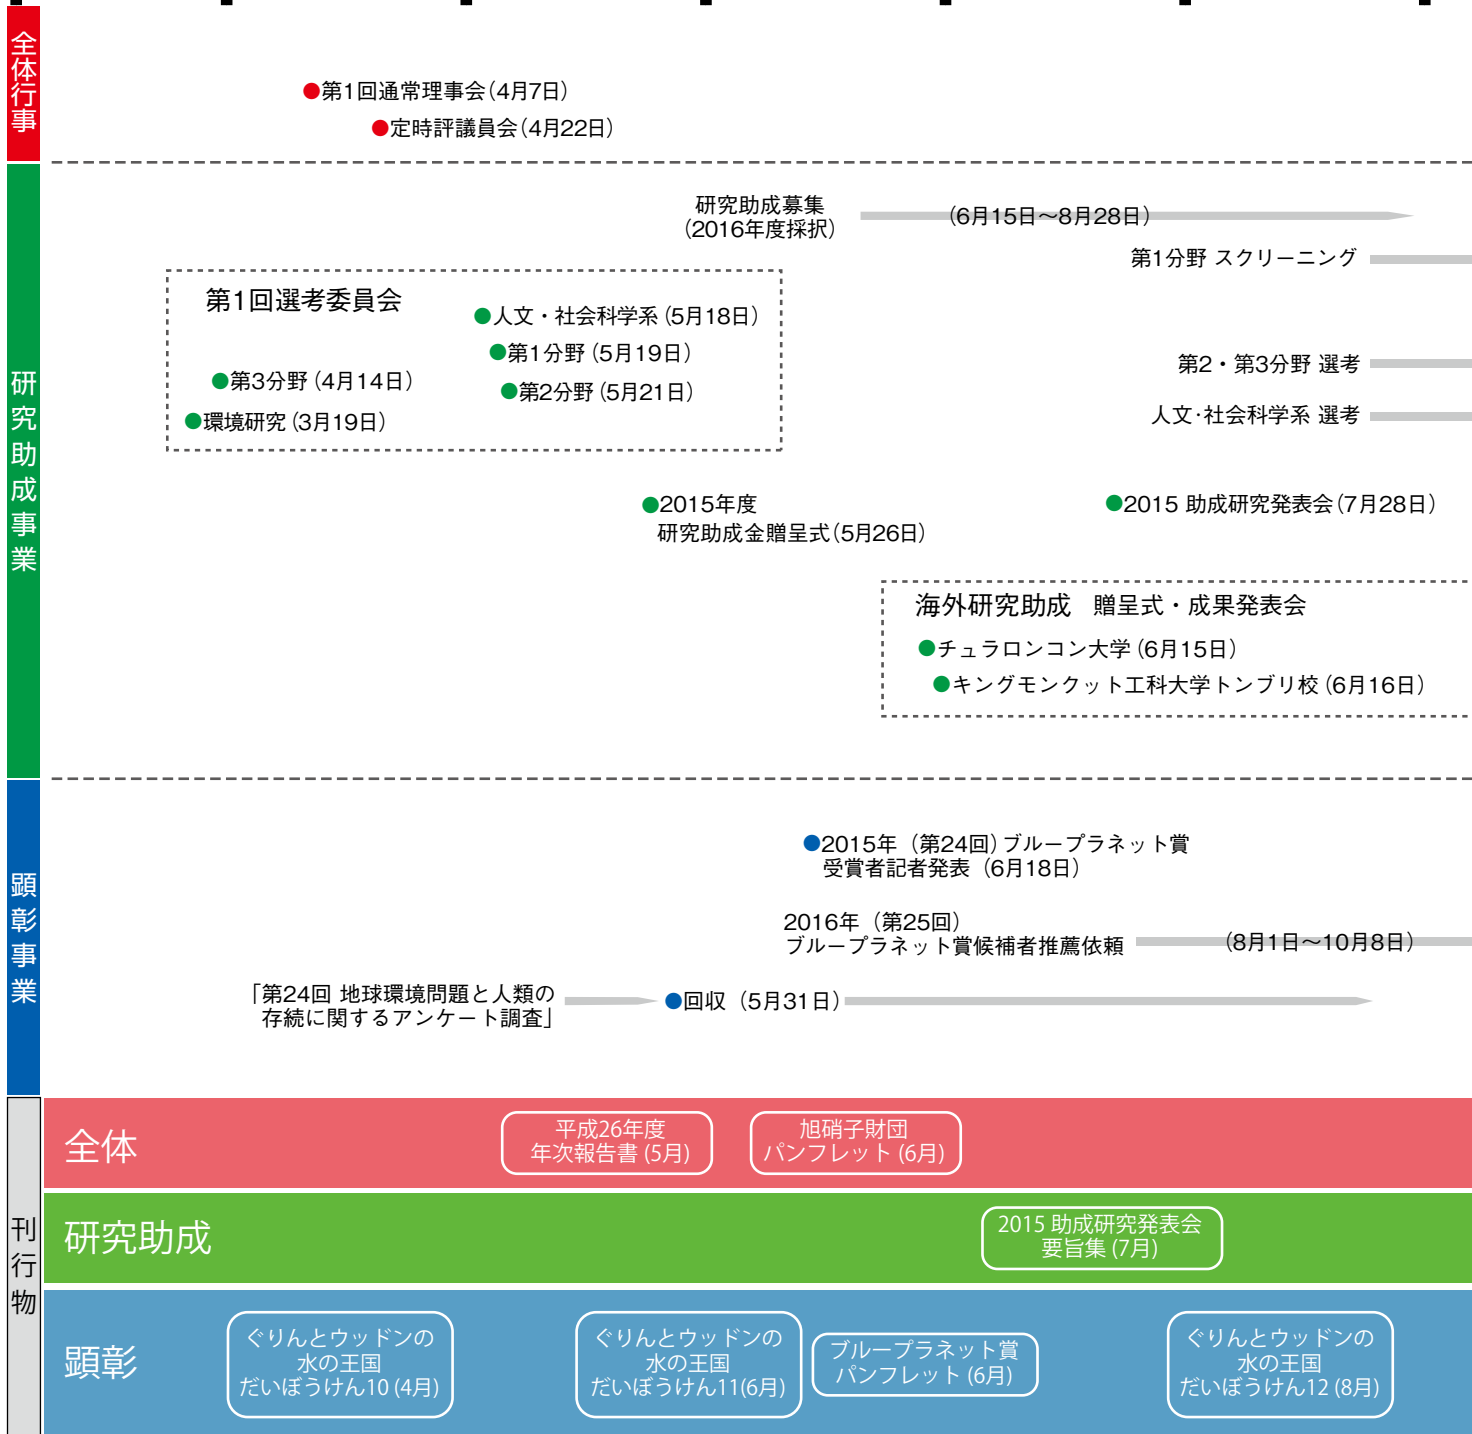 全体行事
●第1回通常理事会(4月7日)
●定時評議員会(4月22日)
研究助成事業
研究助成募集
(2016年度採択)
(6月15日～8月28日)
第1分野 スクリーニング
第1回選考委員会
●人文・社会科学系(5月18日)
●第1分野(5月19日)
●第3分野(4月14日)
●第2分野(5月21日)
●環境研究(3月19日)
第2・第3分野 選考
人文･社会科学系 選考
●2015年度
研究助成金贈呈式(5月26日)
●2015 助成研究発表会(7月28日)
海外研究助成 贈呈式・成果発表会
●チュラロンコン大学(6月15日)
●キングモンクット工科大学トンブリ校(6月16日)
顕彰事業
●2015年(第24回)ブループラネット賞
受賞者記者発表(6月18日)
2016年(第25回)
ブループラネット賞候補者推薦依頼
(8月1日～10月8日)
「第24回 地球環境問題と人類の
存続に関するアンケート調査」
●回収(5月31日)
刊行物
全体
平成26年度
年次報告書(5月)
旭硝子財団
パンフレット(6月)
研究助成
2015 助成研究発表会
要旨集(7月)
顕彰
ぐりんとウッドンの
水の王国
だいぼうけん10(4月)
ぐりんとウッドンの
水の王国
だいぼうけん11(6月)
ブループラネット賞
パンフレット(6月)
ぐりんとウッドンの
水の王国
だいぼうけん12(8月)